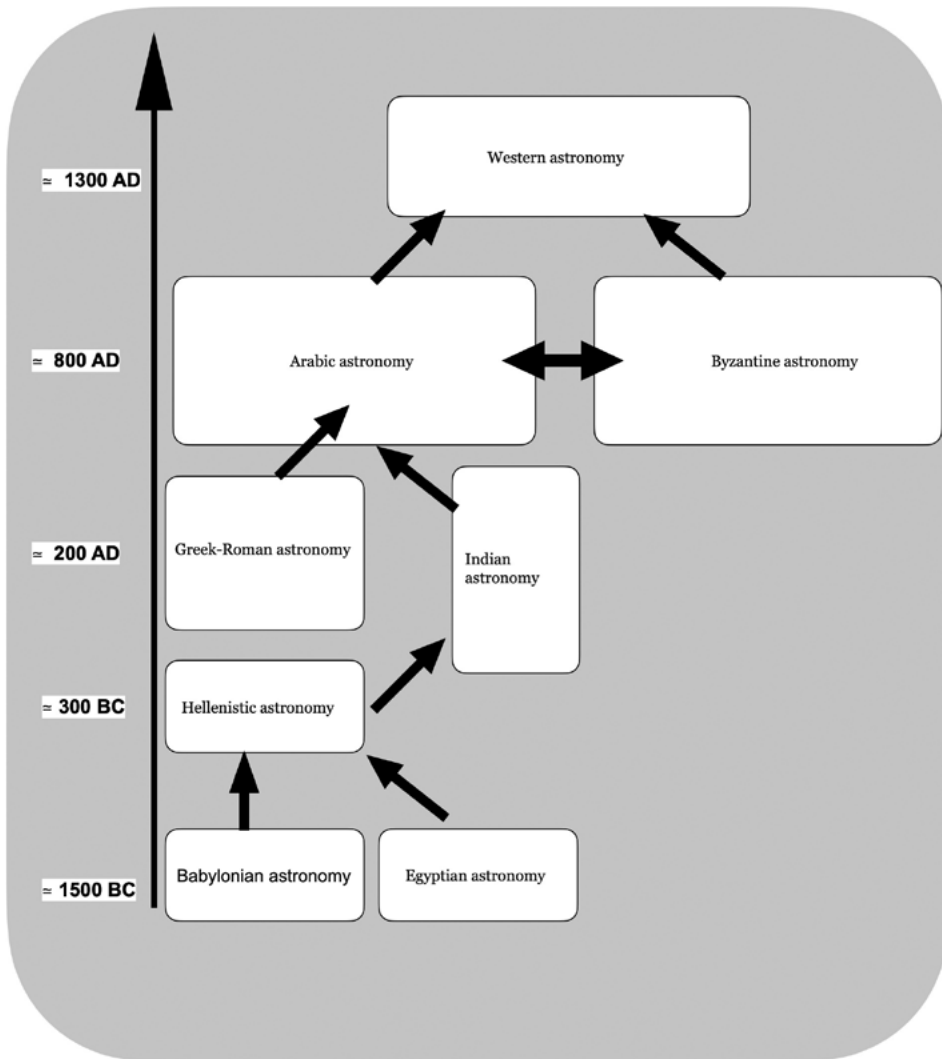 Western astronomy
≃ 1300 AD
≃ 800 AD
Arabic astronomy
Byzantine astronomy
≃ 200 AD
Greek-Roman astronomy
Indian
astronomy
≃ 300 BC
Hellenistic astronomy
≃ 1500 BC
Babylonian astronomy
Egyptian astronomy